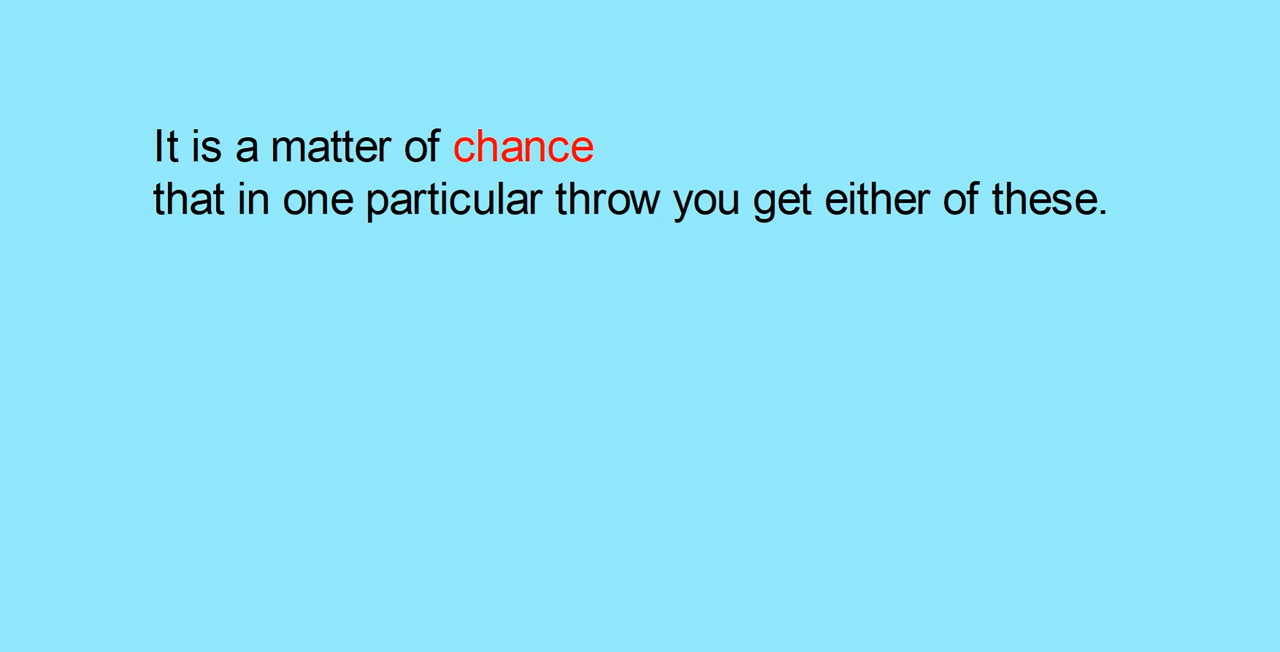 It is a matter of chance
that in one particular throw you get either of these.